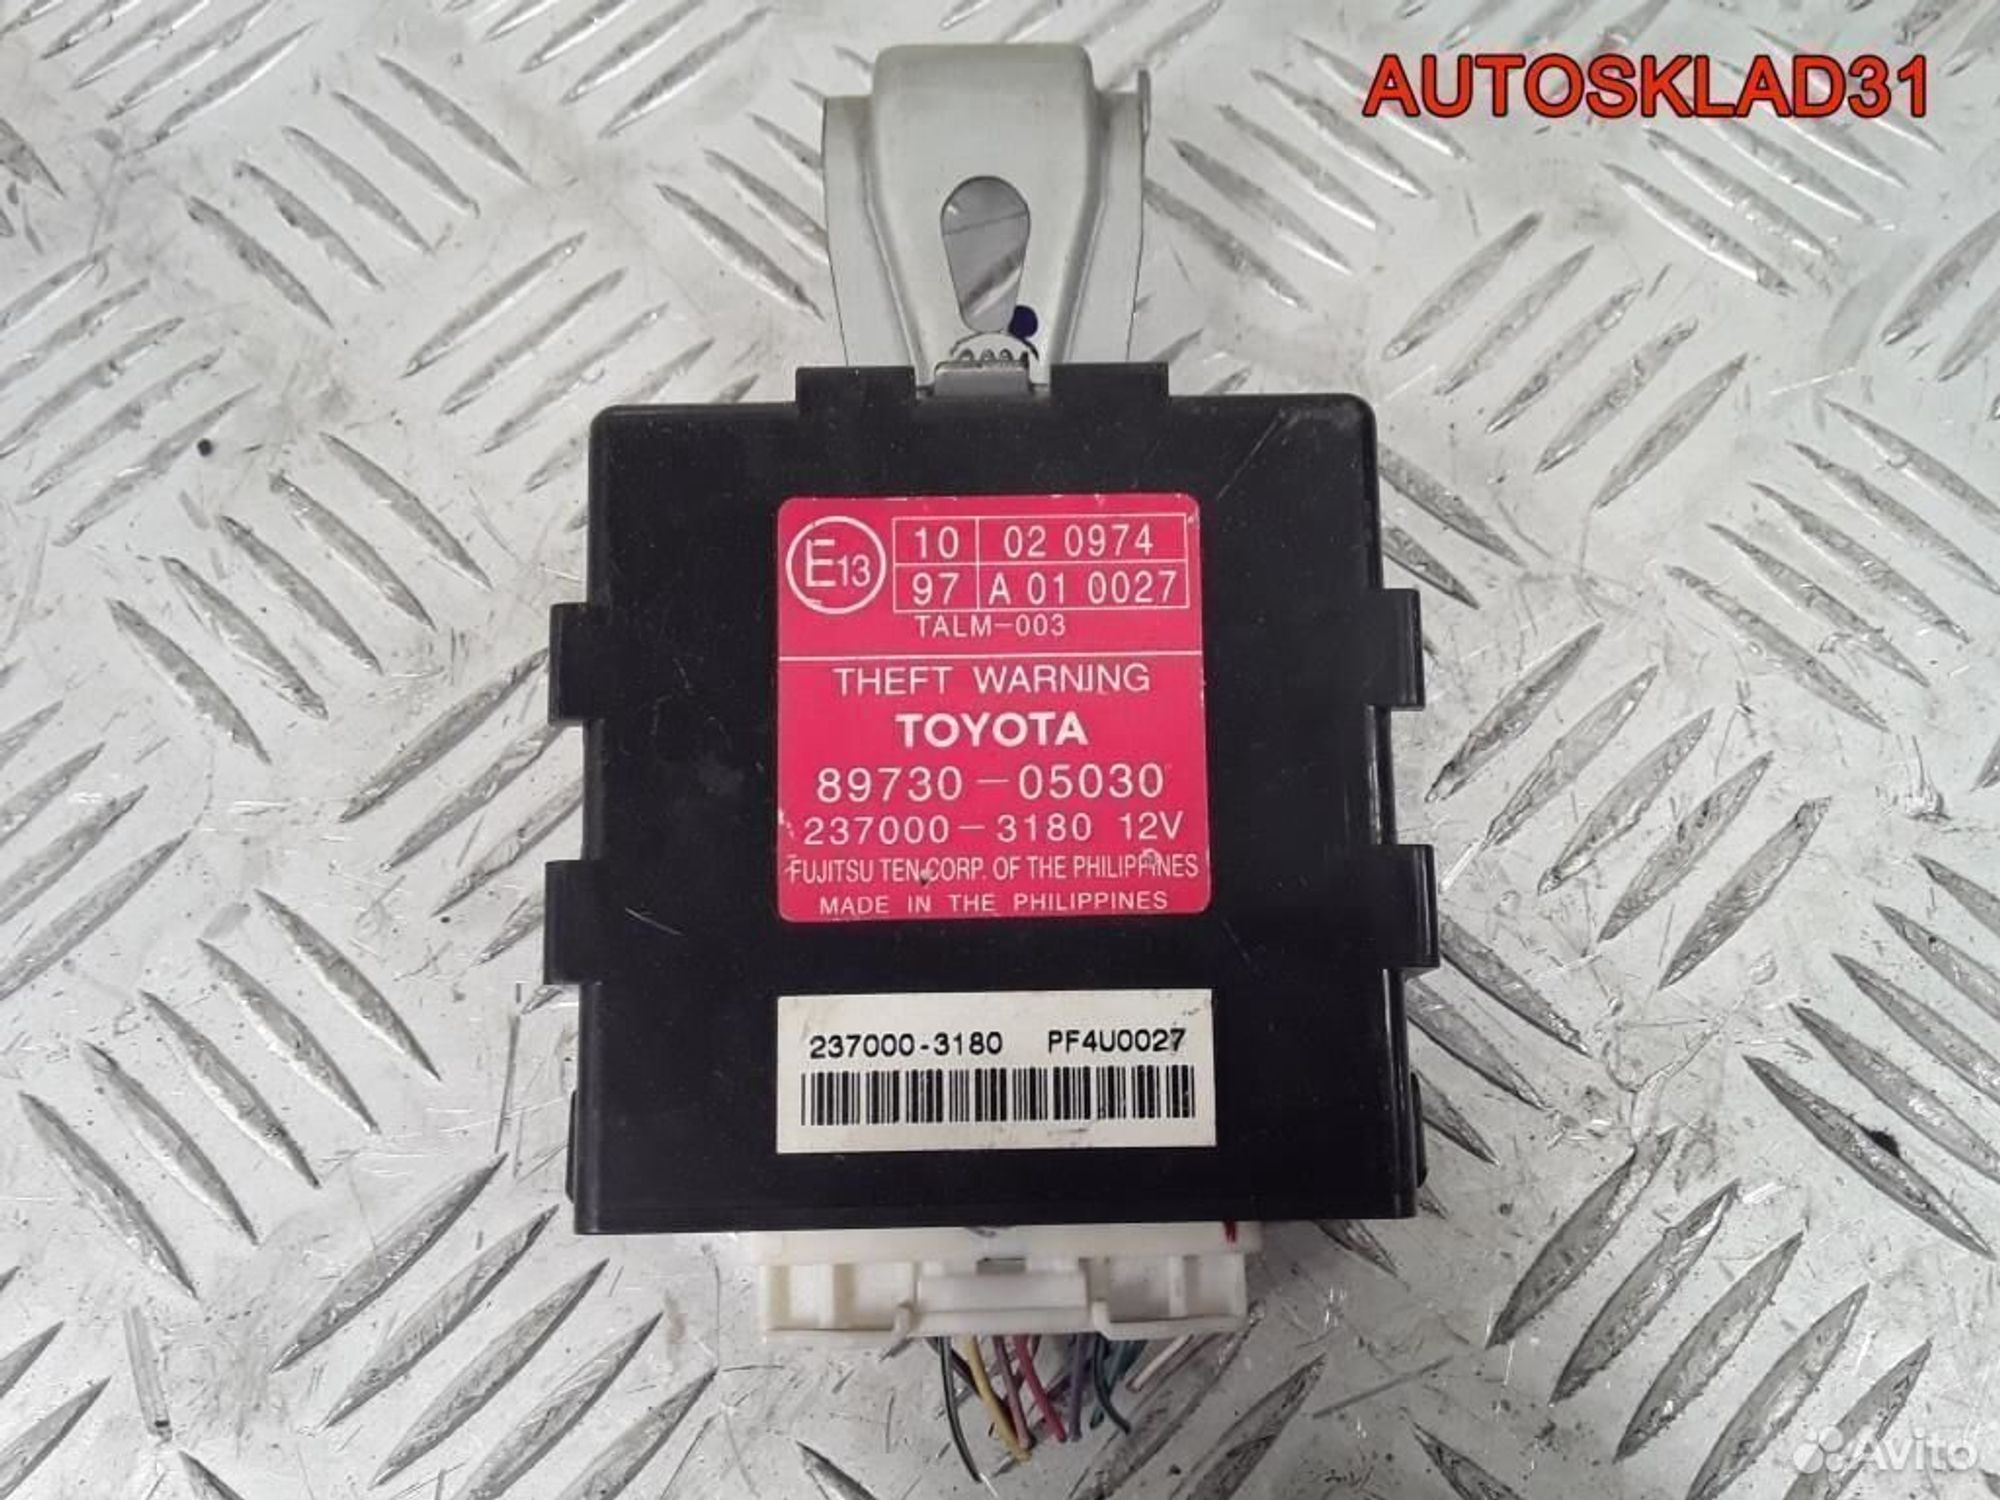 AUTOSKLAD31
E13
10 02 0974
97 A 01 0027
TALM-003
THEFT WARNING
TOYOTA
89730-05030
237000-3180 12V
FUJITSU TEN CORP. OF THE PHILIPPINES
MADE IN THE PHILIPPINES
237000-3180 PF4U0027
Avito